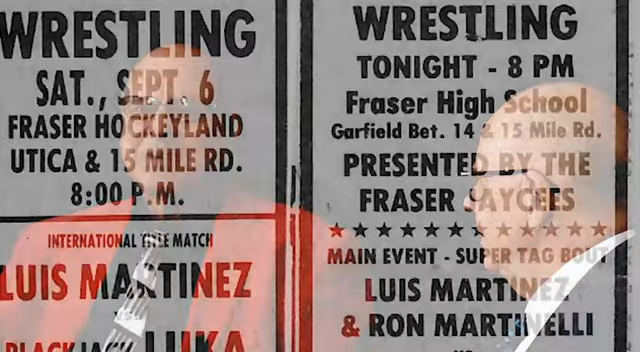 WRESTLING
SAT., SEPT. 6
FRASER HOCKEYLAND
UTICA & 15 MILE RD.
8:00 P.M.
INTERNATIONAL TITLE MATCH
LUIS MARTINEZ
BLACKJACK LUKA
WRESTLING
TONIGHT - 8 PM
Fraser High School
Garfield Bet. 14 & 15 Mile Rd.
PRESENTED BY THE
FRASER JAYCEES
MAIN EVENT - SUPER TAG BOUT
LUIS MARTINEZ
& RON MARTINELLI